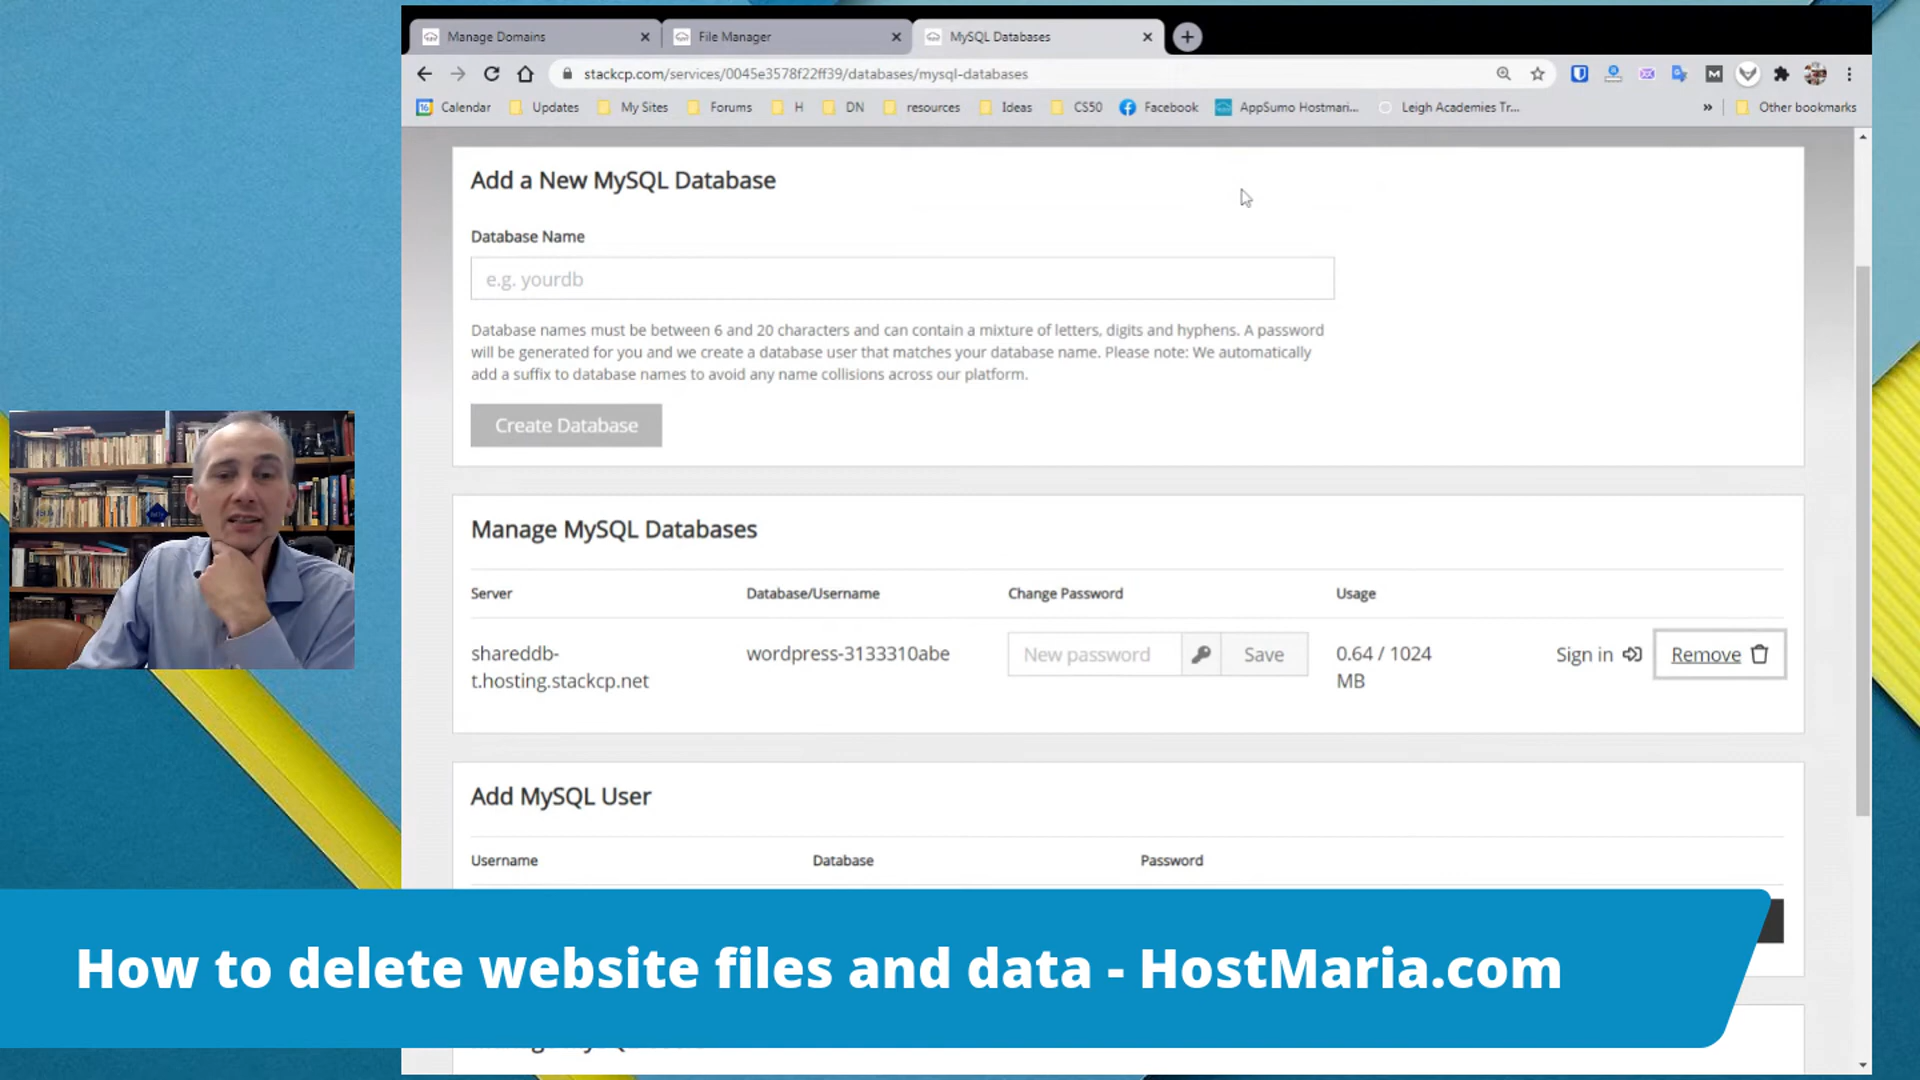 Manage Domains
File Manager
MySQL Databases
stackcp.com/services/0045e3578f22ff39/databases/mysql-databases
16 Calendar
Updates
My Sites
Forums
H
DN
resources
Ideas
CS50
Facebook
AppSumo Hostmari...
Leigh Academies Tr...
»
Other bookmarks
Add a New MySQL Database
Database Name
e.g. yourdb
Database names must be between 6 and 20 characters and can contain a mixture of letters, digits and hyphens. A password
will be generated for you and we create a database user that matches your database name. Please note: We automatically
add a suffix to database names to avoid any name collisions across our platform.
Create Database
Manage MySQL Databases
Server
Database/Username
Change Password
Usage
shareddb-
t.hosting.stackcp.net
wordpress-3133310abe
New password
Save
0.64 / 1024
MB
Sign in
Remove
Add MySQL User
Username
Database
Password
How to delete website files and data - HostMaria.com